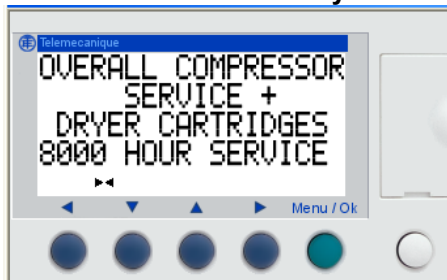 Telemecanique
OVERALL COMPRESSOR
SERVICE +
DRYER CARTRIDGES
8000 HOUR SERVICE
Menu / Ok